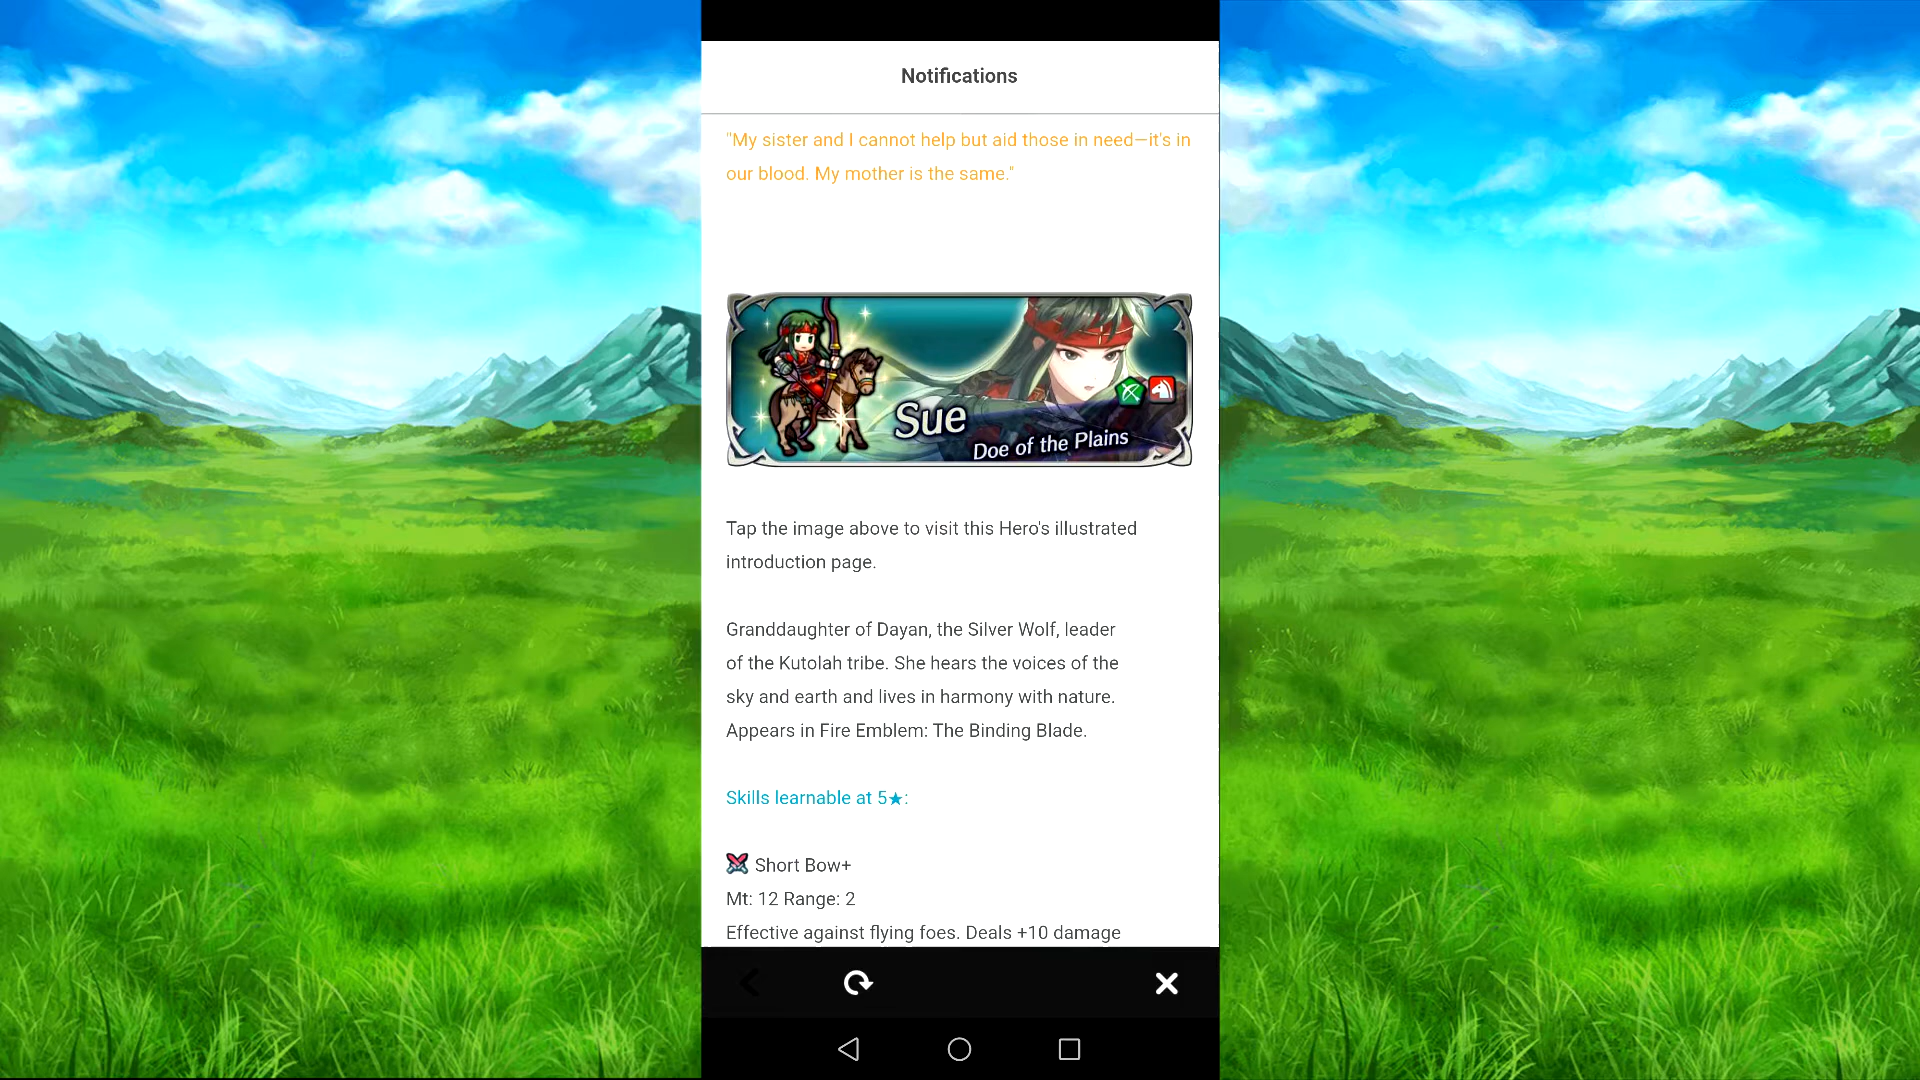 Notifications
"My sister and I cannot help but aid those in need—it's in
our blood. My mother is the same."
Sue
Doe of the Plains
Tap the image above to visit this Hero's illustrated
introduction page.
Granddaughter of Dayan, the Silver Wolf, leader
of the Kutolah tribe. She hears the voices of the
sky and earth and lives in harmony with nature.
Appears in Fire Emblem: The Binding Blade.
Skills learnable at 5★:
Short Bow+
Mt: 12 Range: 2
Effective against flying foes. Deals +10 damage